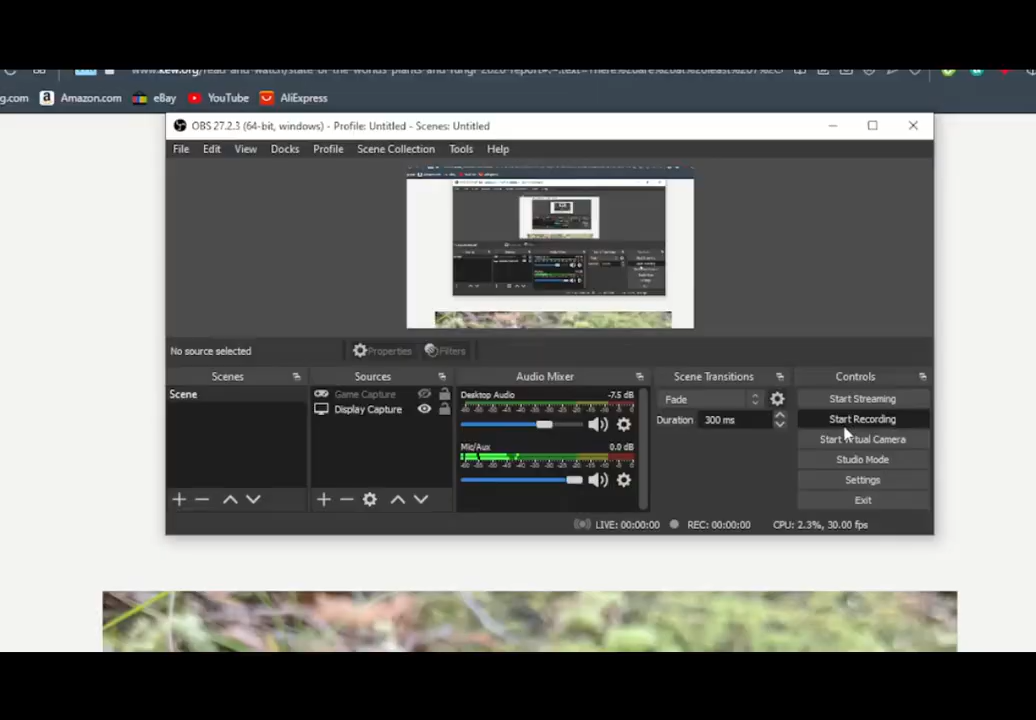 g.com Amazon.com eBay YouTube AliExpress
OBS 27.2.3 (64-bit, windows) - Profile: Untitled - Scenes: Untitled
File Edit View Docks Profile Scene Collection Tools Help
No source selected Properties Filters
Scenes Sources Audio Mixer Scene Transitions Controls
Scene
Game Capture
Display Capture
Desktop Audio -7.5 dB
Mic/Aux 0.0 dB
Fade
Duration 300 ms
Start Streaming
Start Recording
Start Virtual Camera
Studio Mode
Settings
Exit
LIVE: 00:00:00 REC: 00:00:00 CPU: 2.3%, 30.00 fps